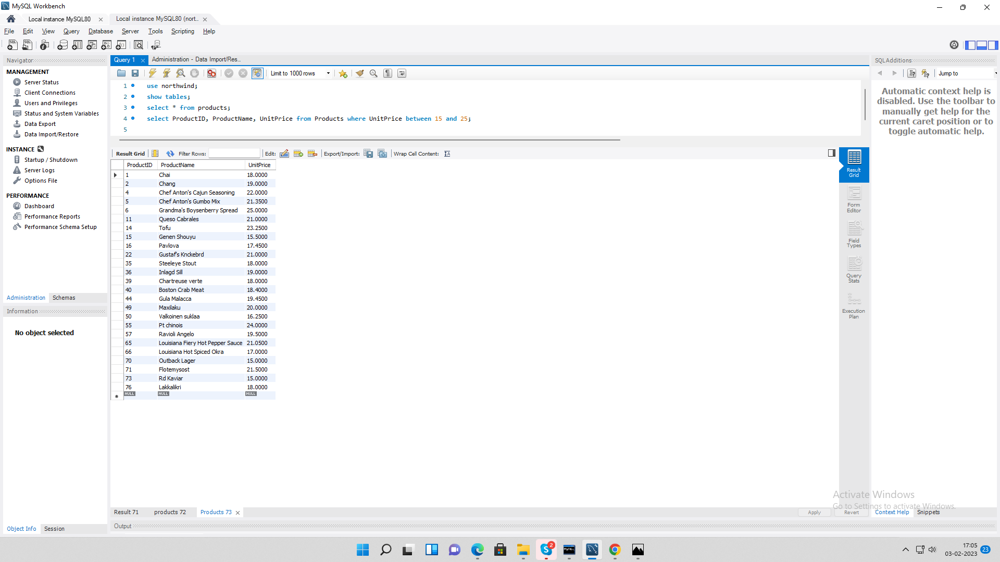 MySQL Workbench
Local instance MySQL80
Local instance MySQL80 (nort...
File Edit View Query Database Server Tools Scripting Help
Navigator
MANAGEMENT
Server Status
Client Connections
Users and Privileges
Status and System Variables
Data Export
Data Import/Restore
INSTANCE
Startup / Shutdown
Server Logs
Options File
PERFORMANCE
Dashboard
Performance Reports
Performance Schema Setup
Administration Schemas
Information
No object selected
Object Info Session
Query 1
Administration - Data Import/Res...
Limit to 1000 rows
1 use northwind;
2 show tables;
3 select * from products;
4 select ProductID, ProductName, UnitPrice from Products where UnitPrice between 15 and 25;
5
Result Grid Filter Rows: Edit: Export/Import: Wrap Cell Content:
ProductID ProductName UnitPrice
1 Chai 18.0000
2 Chang 19.0000
4 Chef Anton's Cajun Seasoning 22.0000
5 Chef Anton's Gumbo Mix 21.3500
6 Grandma's Boysenberry Spread 25.0000
11 Queso Cabrales 21.0000
14 Tofu 23.2500
15 Genen Shouyu 15.5000
16 Pavlova 17.4500
22 Gustaf's Knckebrd 21.0000
35 Steeleye Stout 18.0000
36 Inlagd Sill 19.0000
39 Chartreuse verte 18.0000
40 Boston Crab Meat 18.4000
44 Gula Malacca 19.4500
49 Maxilaku 20.0000
50 Valkoinen suklaa 16.2500
55 Pt chinois 24.0000
57 Ravioli Angelo 19.5000
65 Louisiana Fiery Hot Pepper Sauce 21.0500
66 Louisiana Hot Spiced Okra 17.0000
70 Outback Lager 15.0000
71 Flotemysost 21.5000
73 Rd Kaviar 15.0000
76 Lakkalikri 18.0000
NULL NULL NULL
Result
Grid
Form
Editor
Field
Types
Query
Stats
Execution
Plan
Result 71 products 72 Products 73
Apply Revert
Output
SQLAdditions
Jump to
Automatic context help is
disabled. Use the toolbar to
manually get help for the
current caret position or to
toggle automatic help.
Activate Windows
Go to Settings to activate Windows.
Context Help Snippets
2
MySQL
17:05
03-02-2023
23